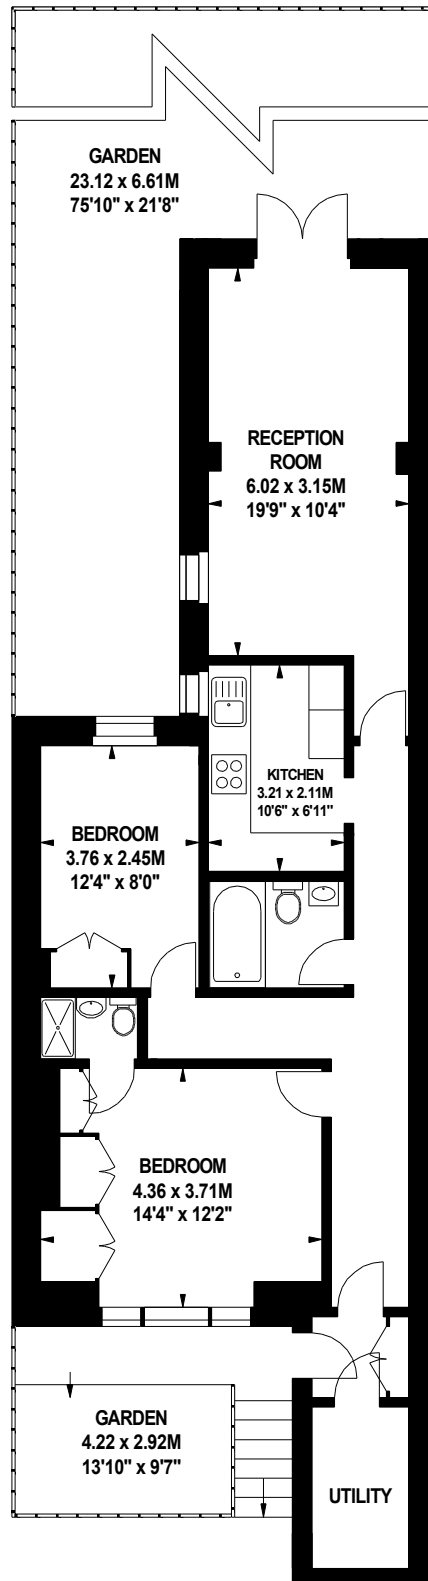 GARDEN
23.12 x 6.61M
75'10" x 21'8"
RECEPTION
ROOM
6.02 x 3.15M
19'9" x 10'4"
KITCHEN
3.21 x 2.11M
10'6" x 6'11"
BEDROOM
3.76 x 2.45M
12'4" x 8'0"
BEDROOM
4.36 x 3.71M
14'4" x 12'2"
GARDEN
4.22 x 2.92M
13'10" x 9'7"
UTILITY